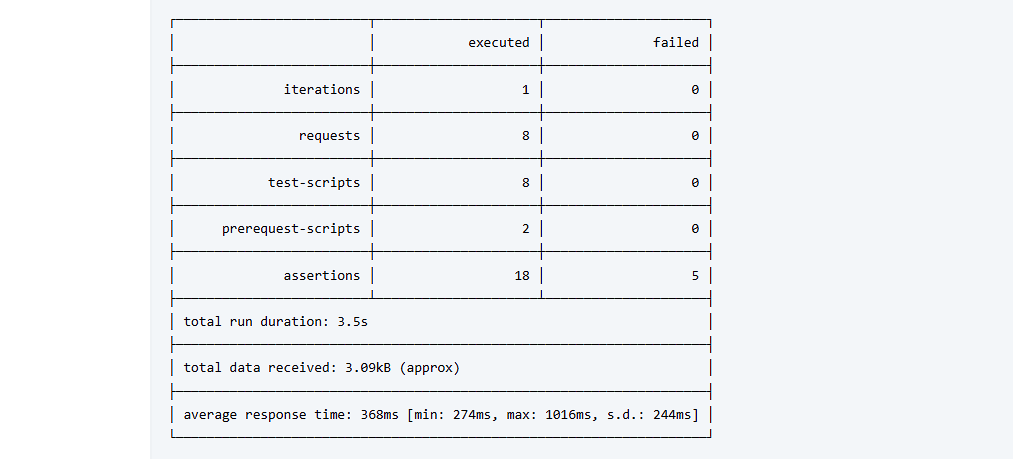 executed failed
iterations 1 0
requests 8 0
test-scripts 8 0
prerequest-scripts 2 0
assertions 18 5
total run duration: 3.5s
total data received: 3.09kB (approx)
average response time: 368ms [min: 274ms, max: 1016ms, s.d.: 244ms]